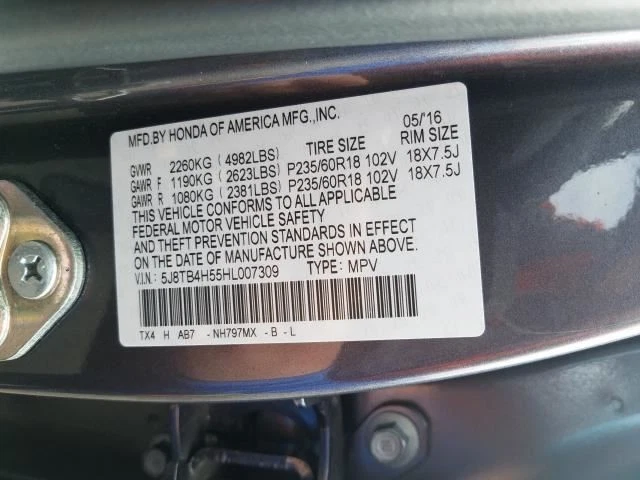 MFD.BY HONDA OF AMERICA MFG.,INC. 05/'16
GVWR 2260KG ( 4982LBS) TIRE SIZE RIM SIZE
GAWR F 1190KG ( 2623LBS) P235/60R18 102V 18X7.5J
GAWR R 1080KG ( 2381LBS) P235/60R18 102V 18X7.5J
THIS VEHICLE CONFORMS TO ALL APPLICABLE
FEDERAL MOTOR VEHICLE SAFETY
AND THEFT PREVENTION STANDARDS IN EFFECT
ON THE DATE OF MANUFACTURE SHOWN ABOVE.
V.I.N.: 5J8TB4H55HL007309 TYPE: MPV
TX4 H AB7 - NH797MX - B - L